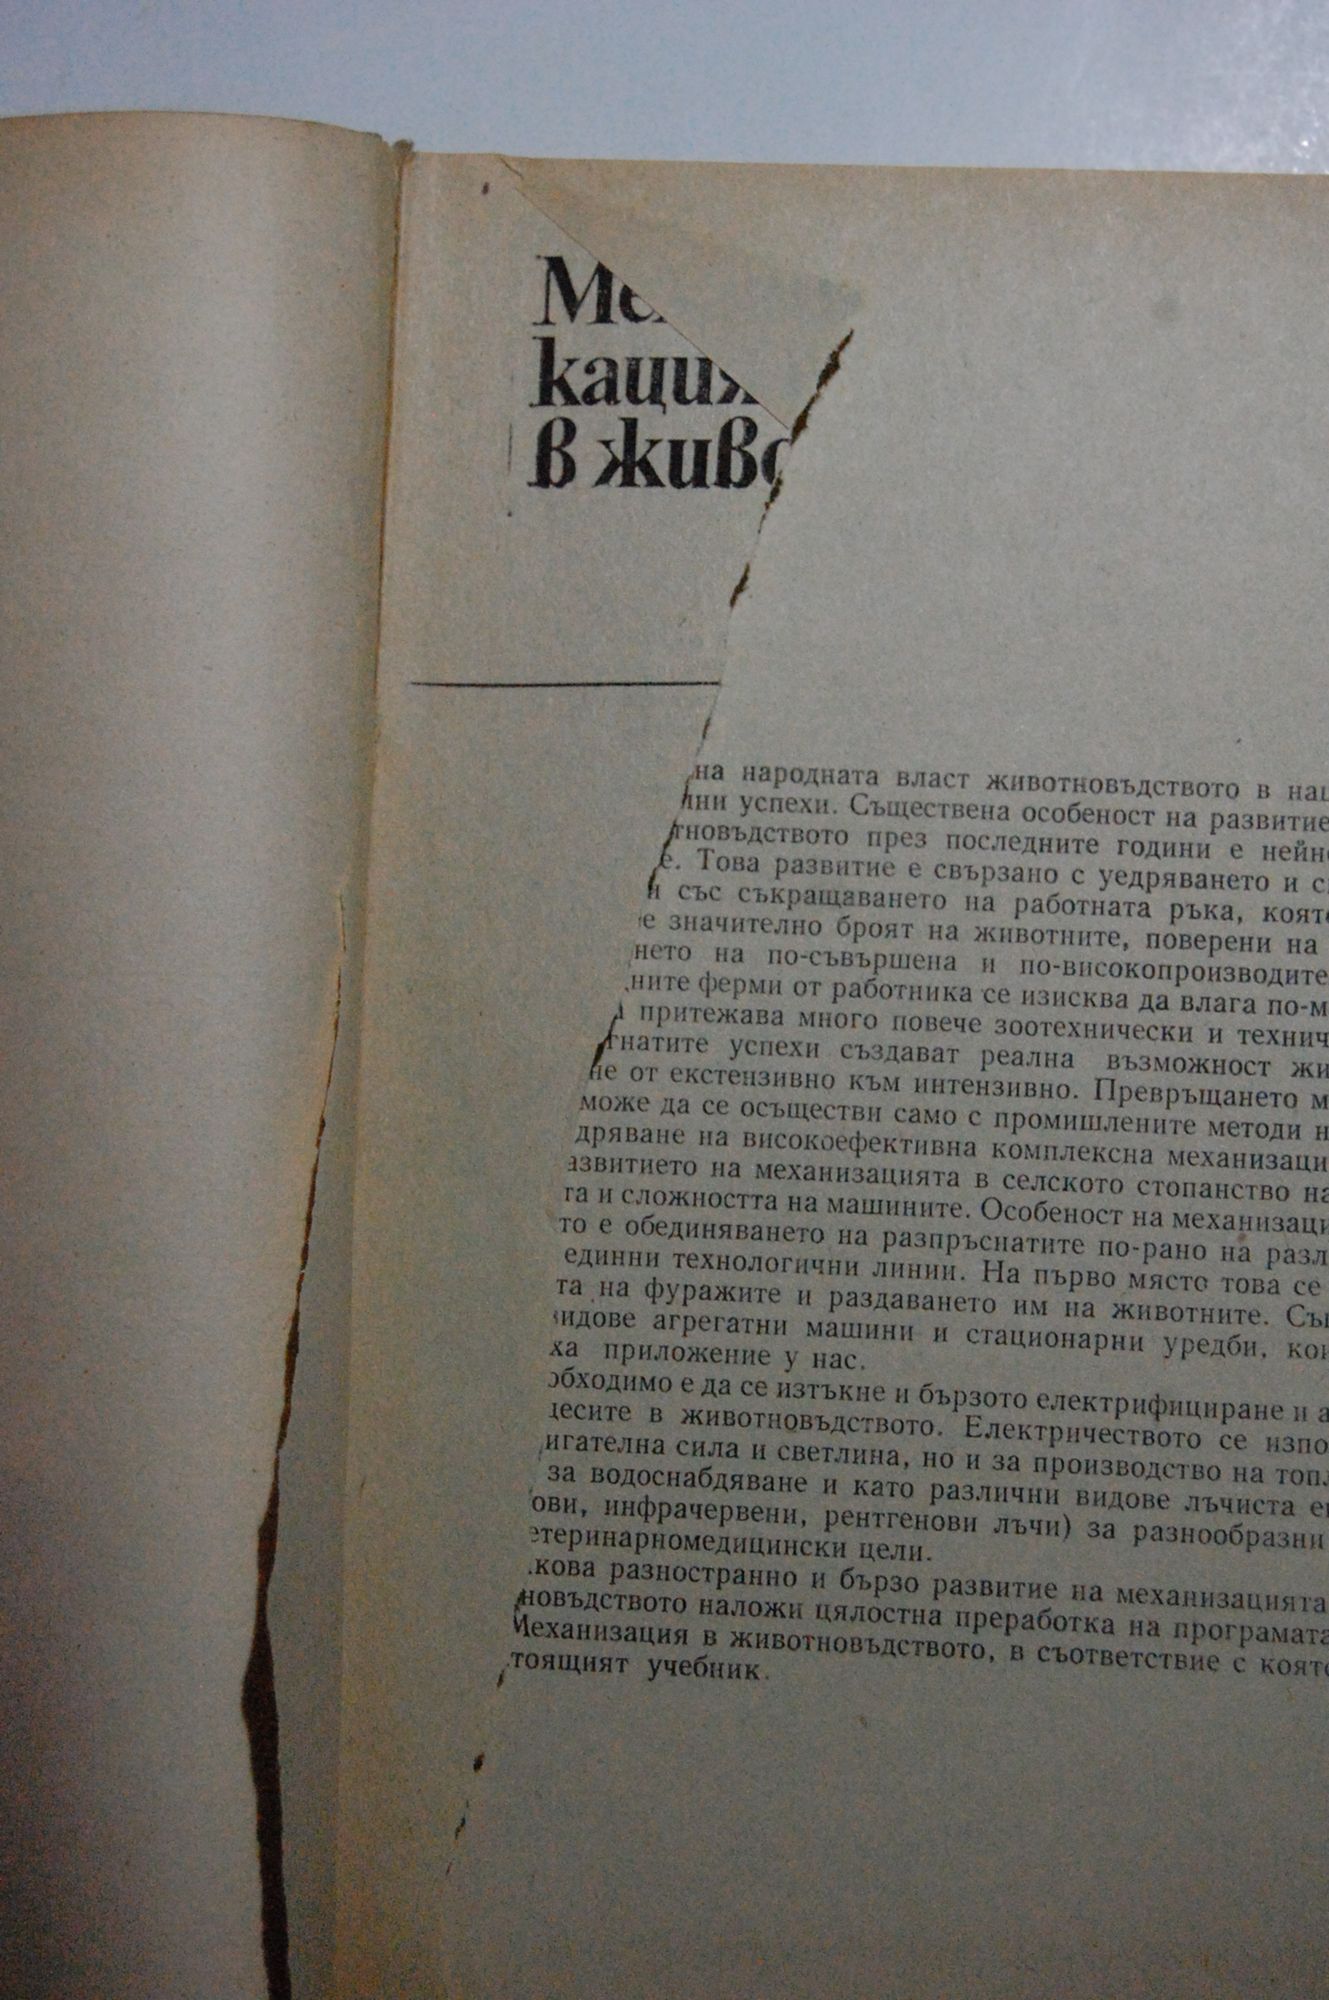 кация
в живо
на народната власт животновъдството в наш
ни успехи. Съществена особеност на развитие
новъдството през последните години е нейн
е. Това развитие е свързано с уедряването и с
и със съкращаването на работната ръка, коят
е значително броят на животните, поверени на
нето на по-съвършена и по-високопроизводите
ните ферми от работника се изисква да влага по-м
притежава много повече зоотехнически и технич
гнатите успехи създават реална възможност жи
не от екстензивно към интензивно. Превръщането м
може да се осъществи само с промишлените методи н
дряване на високоефективна комплексна механизаци
азвитието на механизацията в селското стопанство на
га и сложността на машините. Особеност на механизаци
то е обединяването на разпръснатите по-рано на разл
единни технологични линии. На първо място това се
та на фуражите и раздаването им на животните. Съ
видове агрегатни машини и стационарни уредби, кои
ха приложение у нас.
обходимо е да се изтъкне и бързото електрифициране и а
цесите в животновъдството. Електричеството се изпо
игателна сила и светлина, но и за производство на топл
за водоснабдяване и като различни видове лъчиста ен
ови, инфрачервени, рентгенови лъчи) за разнообразни
етеринарномедицински цели.
кова разностранно и бързо развитие на механизацията
новъдството наложи цялостна преработка на програмата
Механизация в животновъдството, в съответствие с коят
тоящият учебник.